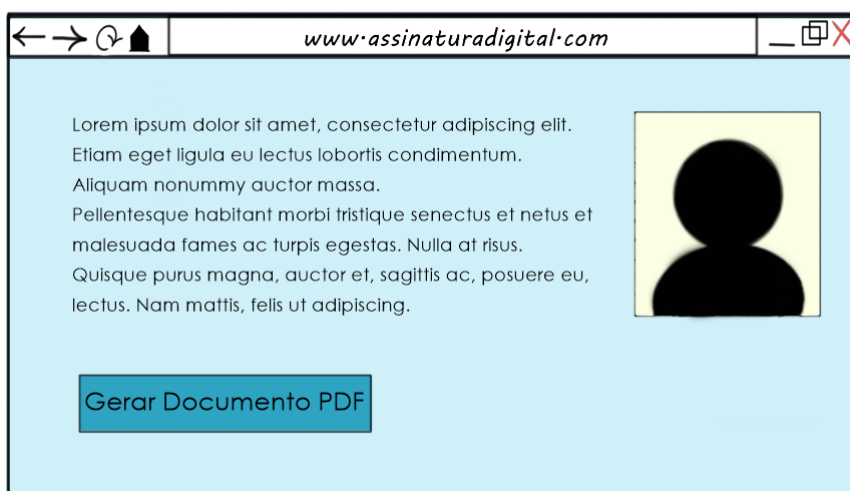 www.assinaturadigital.com
Lorem ipsum dolor sit amet, consectetur adipiscing elit.
Etiam eget ligula eu lectus lobortis condimentum.
Aliquam nonummy auctor massa.
Pellentesque habitant morbi tristique senectus et netus et
malesuada fames ac turpis egestas. Nulla at risus.
Quisque purus magna, auctor et, sagittis ac, posuere eu,
lectus. Nam mattis, felis ut adipiscing.
Gerar Documento PDF